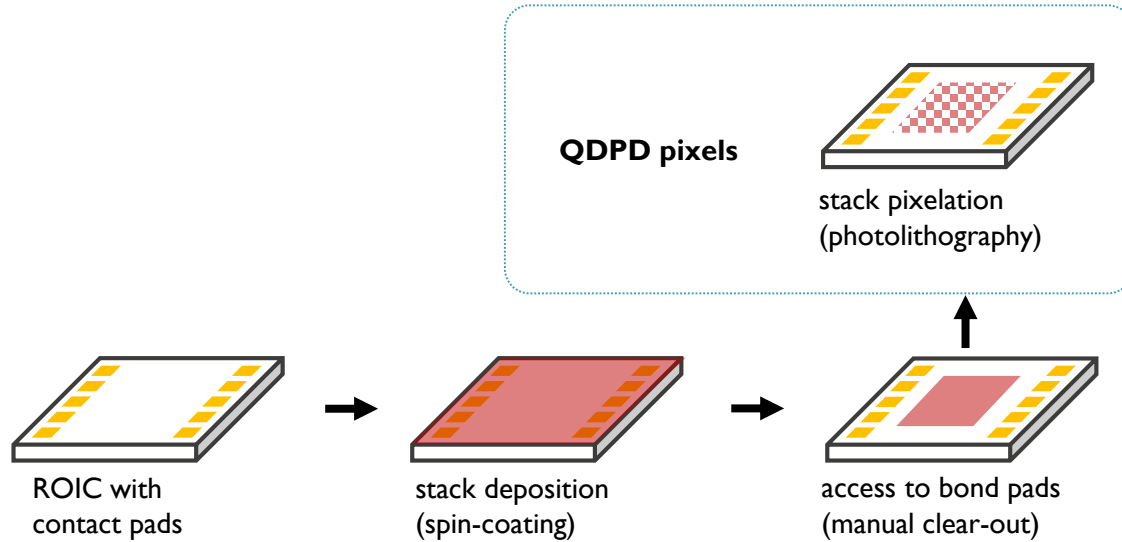 QDPD pixels
stack pixelation
(photolithography)
ROIC with
contact pads
stack deposition
(spin-coating)
access to bond pads
(manual clear-out)